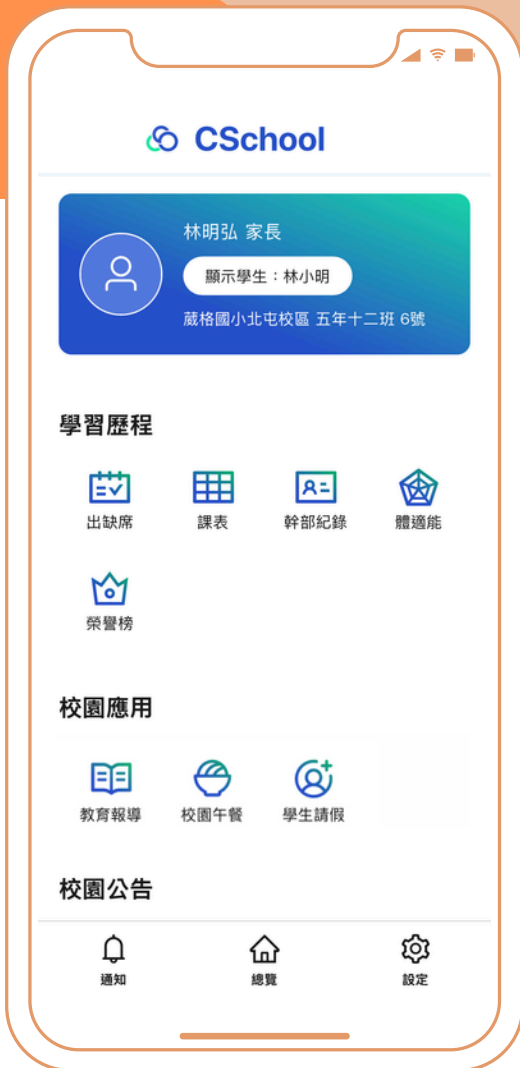 CSchool
林明弘 家長
顯示學生：林小明
葳格國小北屯校區 五年十二班 6號
學習歷程
出缺席 課表 幹部紀錄 體適能
榮譽榜
校園應用
教育報導 校園午餐 學生請假
校園公告
通知 總覽 設定